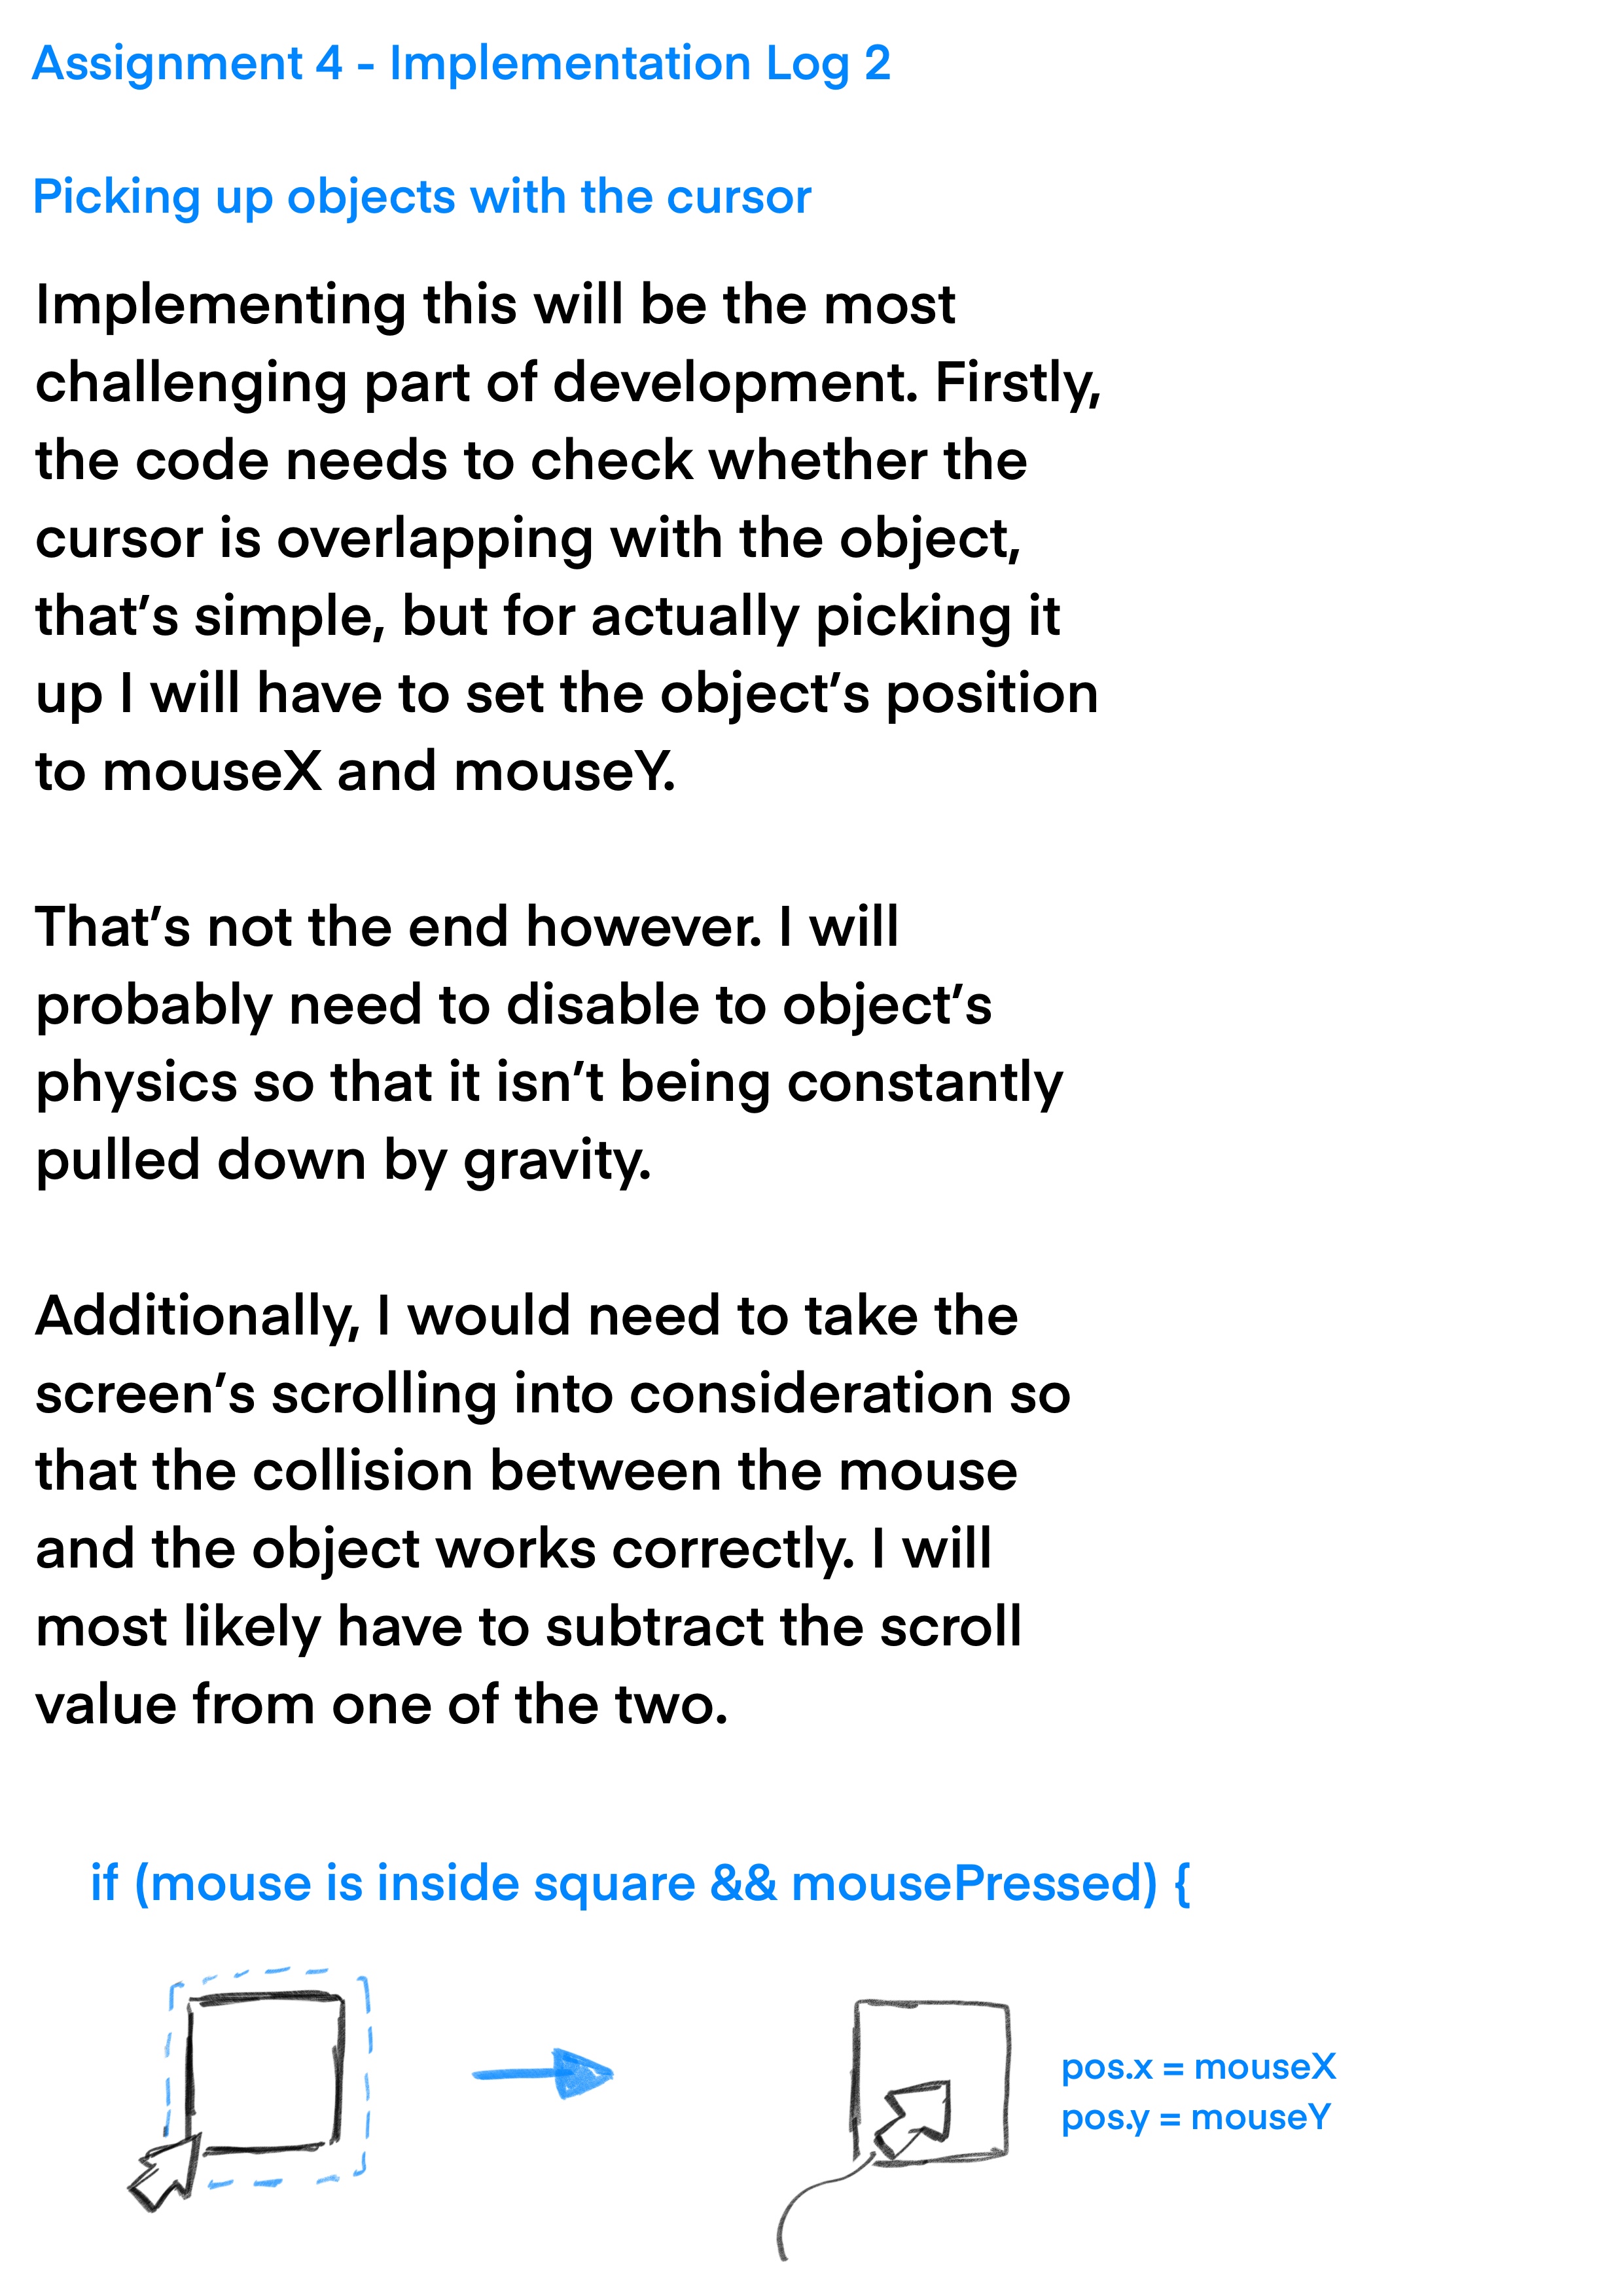 Assignment 4 - Implementation Log 2
Picking up objects with the cursor
Implementing this will be the most
challenging part of development. Firstly,
the code needs to check whether the
cursor is overlapping with the object,
that’s simple, but for actually picking it
up I will have to set the object’s position
to mouseX and mouseY.
That’s not the end however. I will
probably need to disable to object’s
physics so that it isn’t being constantly
pulled down by gravity.
Additionally, I would need to take the
screen’s scrolling into consideration so
that the collision between the mouse
and the object works correctly. I will
most likely have to subtract the scroll
value from one of the two.
if (mouse is inside square && mousePressed) {
pos.x = mouseX
pos.y = mouseY